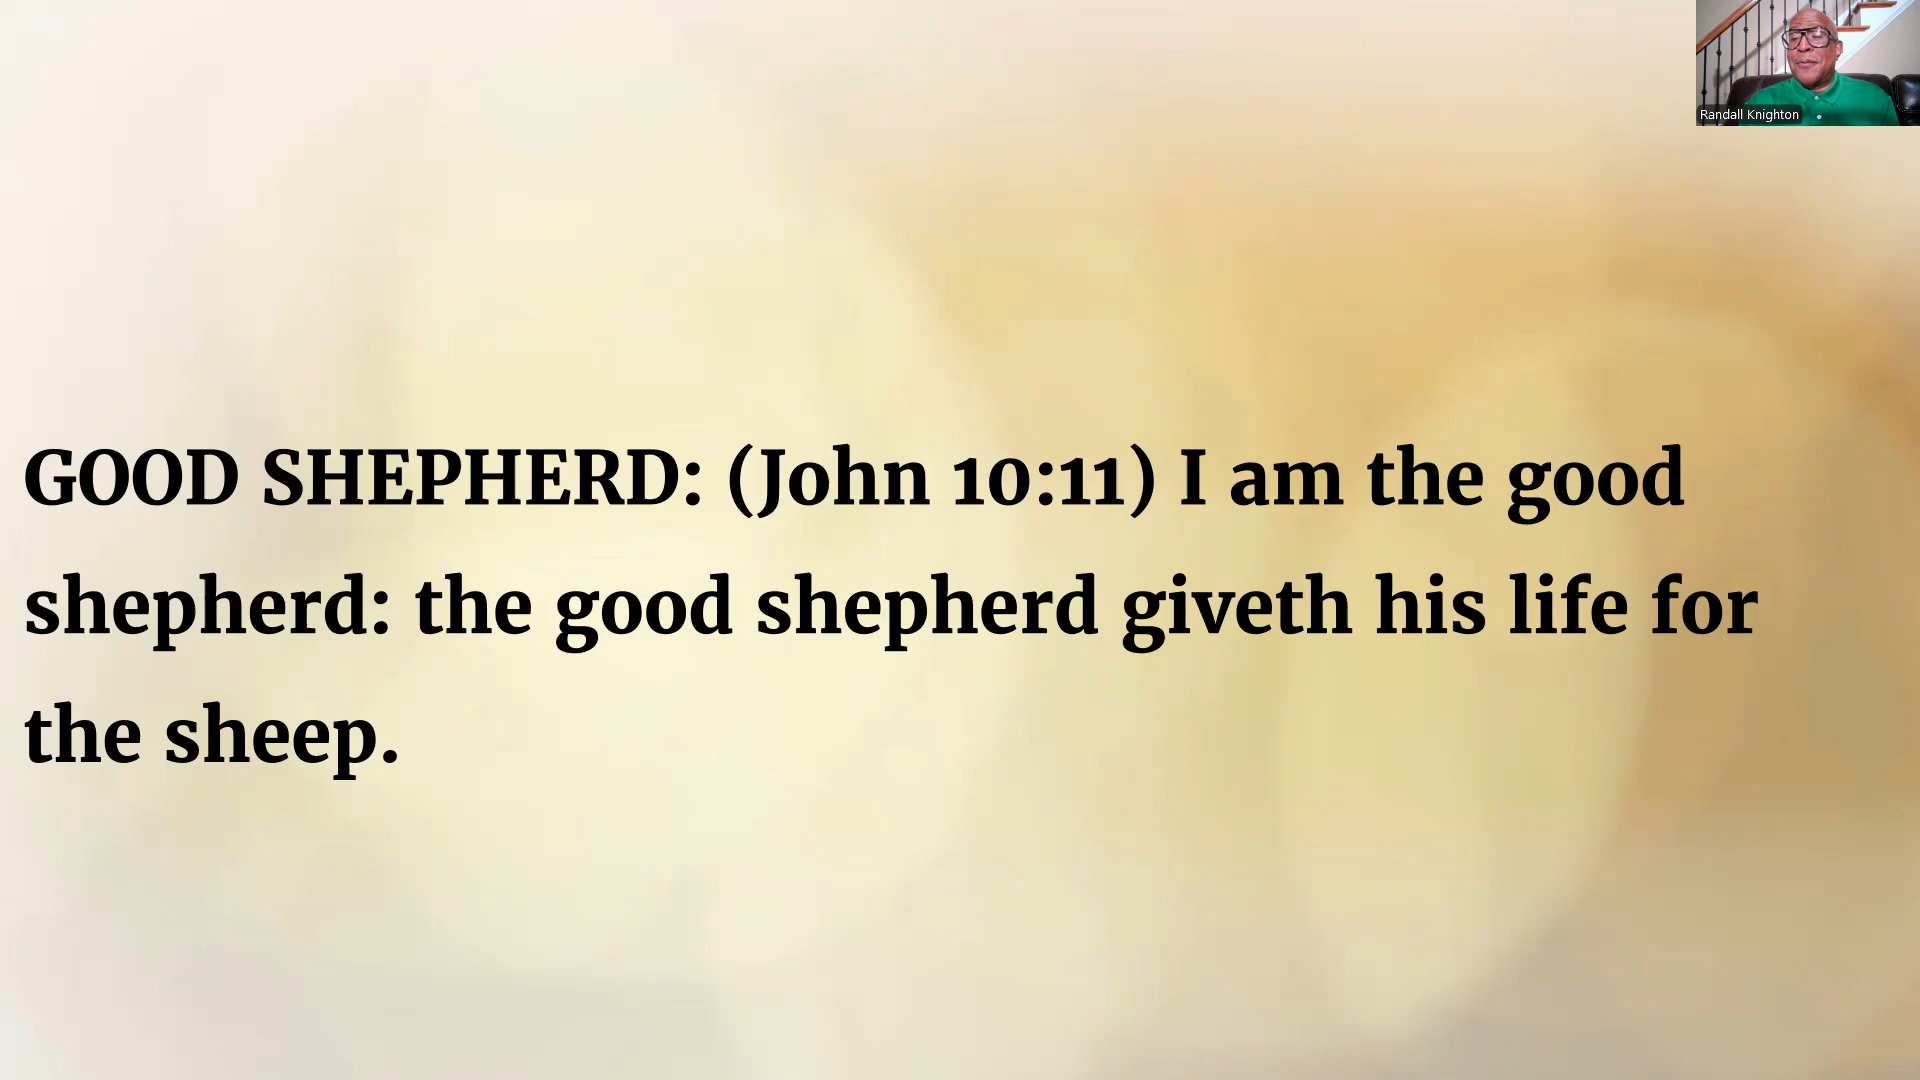 Randall Knighton
GOOD SHEPHERD: (John 10:11) I am the good
shepherd: the good shepherd giveth his life for
the sheep.